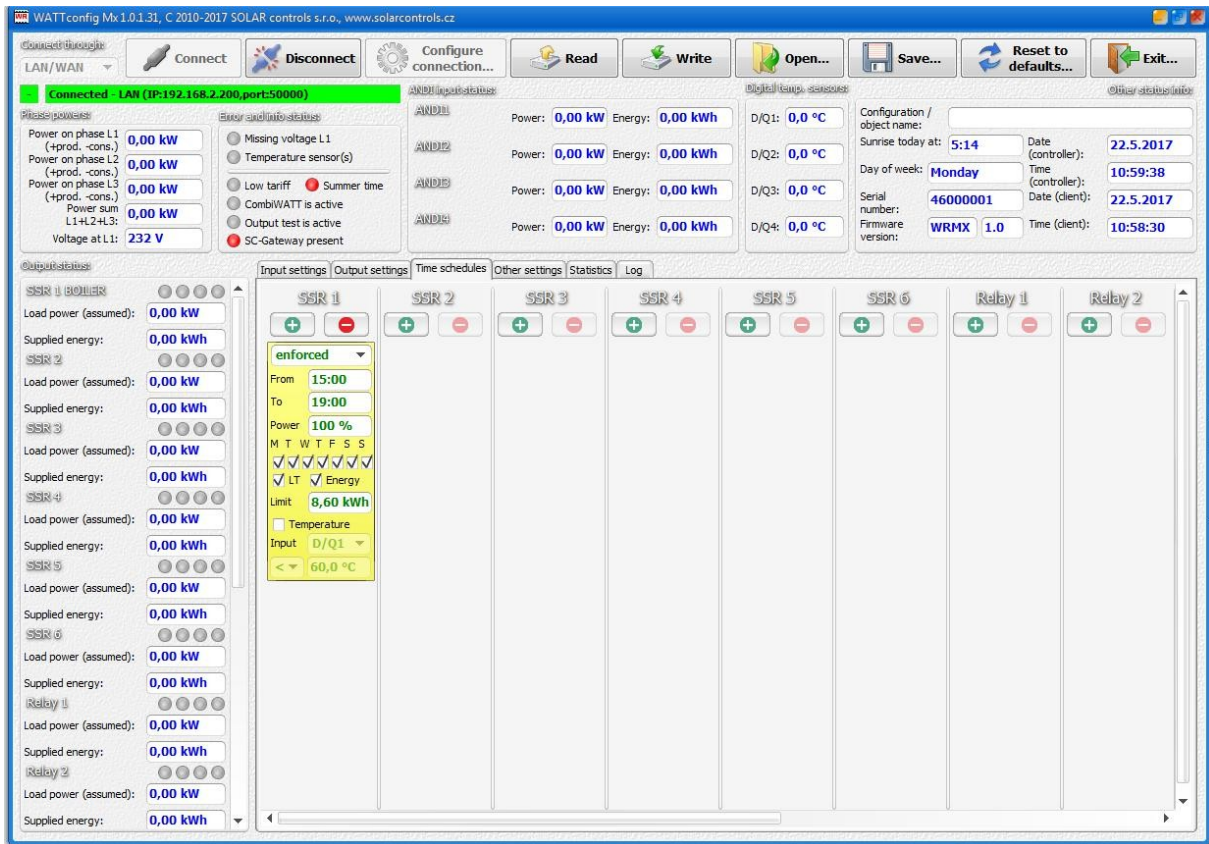 WATTconfig Mx 1.0.1.31, C 2010-2017 SOLAR controls s.r.o., www.solarcontrols.cz
Connect through:
LAN/WAN
Connect
Disconnect
Configure
connection...
Read
Write
Open...
Save...
Reset to
defaults...
Exit...
- Connected - LAN (IP:192.168.2.200,port:50000)
Phase powers:
Power on phase L1
(+prod. -cons.) 0,00 kW
Power on phase L2
(+prod. -cons.) 0,00 kW
Power on phase L3
(+prod. -cons.) 0,00 kW
Power sum
L1+L2+L3: 0,00 kW
Voltage at L1: 232 V
Error and info status:
Missing voltage L1
Temperature sensor(s)
Low tariff Summer time
CombiWATT is active
Output test is active
SC-Gateway present
ANDI input status:
ANDI1 Power: 0,00 kW Energy: 0,00 kWh
ANDI2 Power: 0,00 kW Energy: 0,00 kWh
ANDI3 Power: 0,00 kW Energy: 0,00 kWh
ANDI4 Power: 0,00 kW Energy: 0,00 kWh
Digital temp. sensors:
D/Q1: 0,0 °C
D/Q2: 0,0 °C
D/Q3: 0,0 °C
D/Q4: 0,0 °C
Other status info:
Configuration /
object name:
Sunrise today at: 5:14
Date
(controller): 22.5.2017
Day of week: Monday
Time
(controller): 10:59:38
Serial
number: 46000001
Date (client): 22.5.2017
Firmware
version: WRMX 1.0
Time (client): 10:58:30
Output status:
SSR 1 BOILER
Load power (assumed): 0,00 kW
Supplied energy: 0,00 kWh
SSR 2
Load power (assumed): 0,00 kW
Supplied energy: 0,00 kWh
SSR 3
Load power (assumed): 0,00 kW
Supplied energy: 0,00 kWh
SSR 4
Load power (assumed): 0,00 kW
Supplied energy: 0,00 kWh
SSR 5
Load power (assumed): 0,00 kW
Supplied energy: 0,00 kWh
SSR 6
Load power (assumed): 0,00 kW
Supplied energy: 0,00 kWh
Relay 1
Load power (assumed): 0,00 kW
Supplied energy: 0,00 kWh
Relay 2
Load power (assumed): 0,00 kW
Supplied energy: 0,00 kWh
Input settings Output settings Time schedules Other settings Statistics Log
SSR 1 SSR 2 SSR 3 SSR 4 SSR 5 SSR 6 Relay 1 Relay 2
enforced
From 15:00
To 19:00
Power 100 %
M T W T F S S
LT Energy
Limit 8,60 kWh
Temperature
Input D/Q1
< 60,0 °C